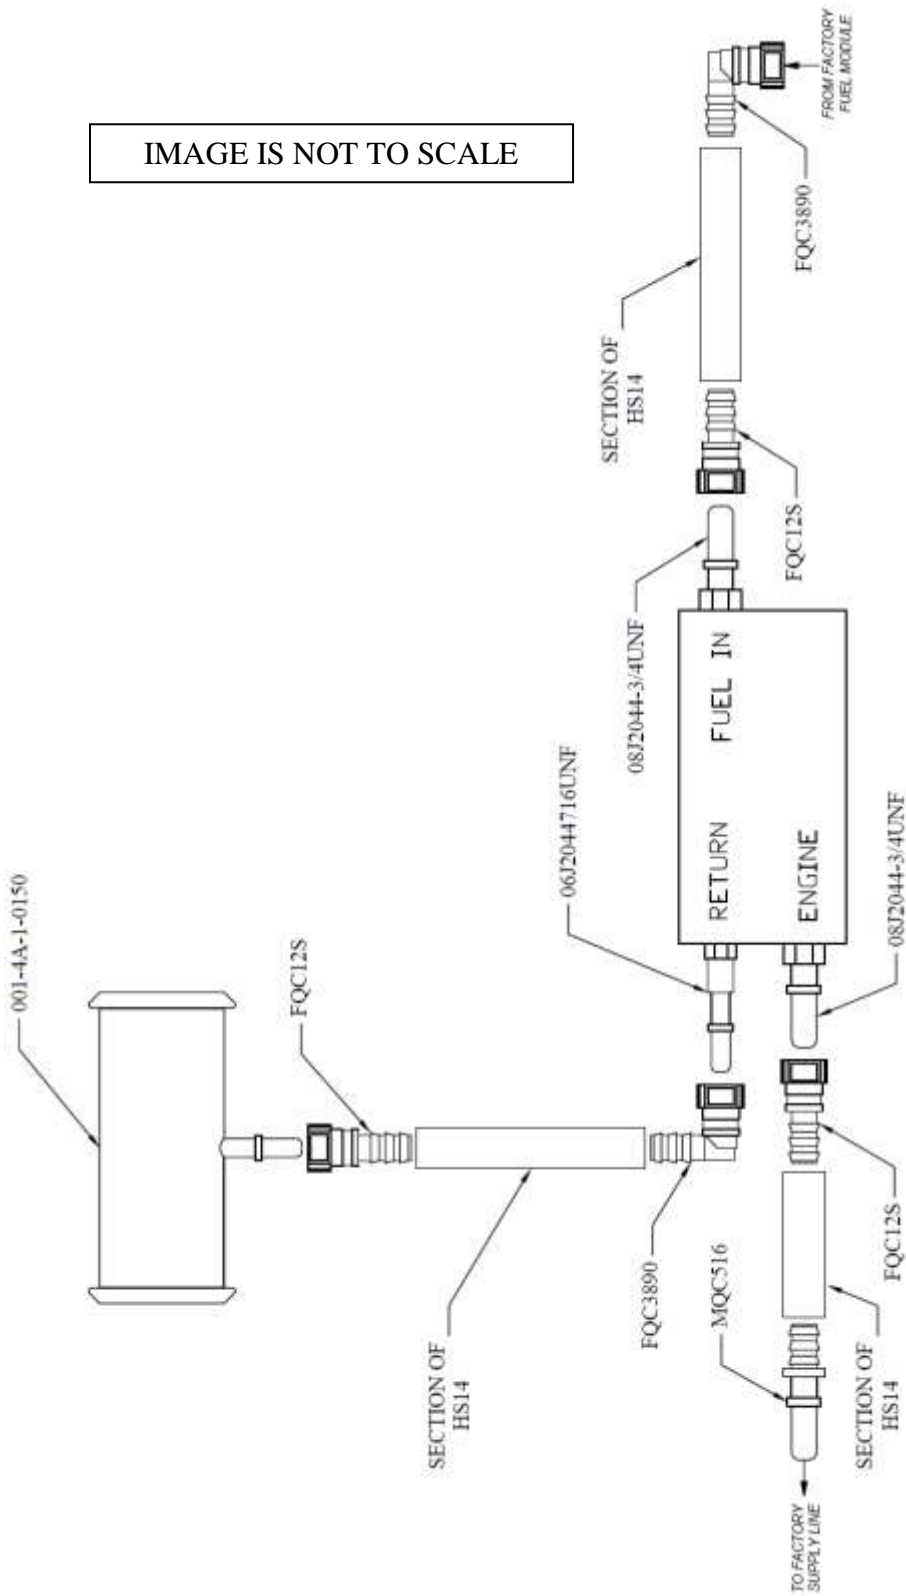 IMAGE IS NOT TO SCALE
001-4A-1-0150
FQC12S
SECTION OF
HS14
FQC3890
MQC516
TO FACTORY
SUPPLY LINE
SECTION OF
HS14
FQC12S
06J2044716UNF
RETURN
FUEL IN
ENGINE
08J2044-3/4UNF
08J2044-3/4UNF
FQC12S
SECTION OF
HS14
FQC3890
FROM FACTORY
FUEL MODULE